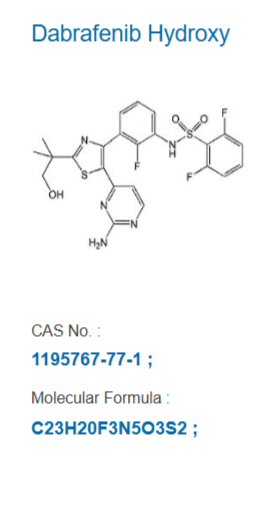 Dabrafenib Hydroxy
F
O
O
N
S
N
H
F
F
S
OH
N
N
H₂N
CAS No. :
1195767-77-1 ;
Molecular Formula :
C23H20F3N5O3S2 ;